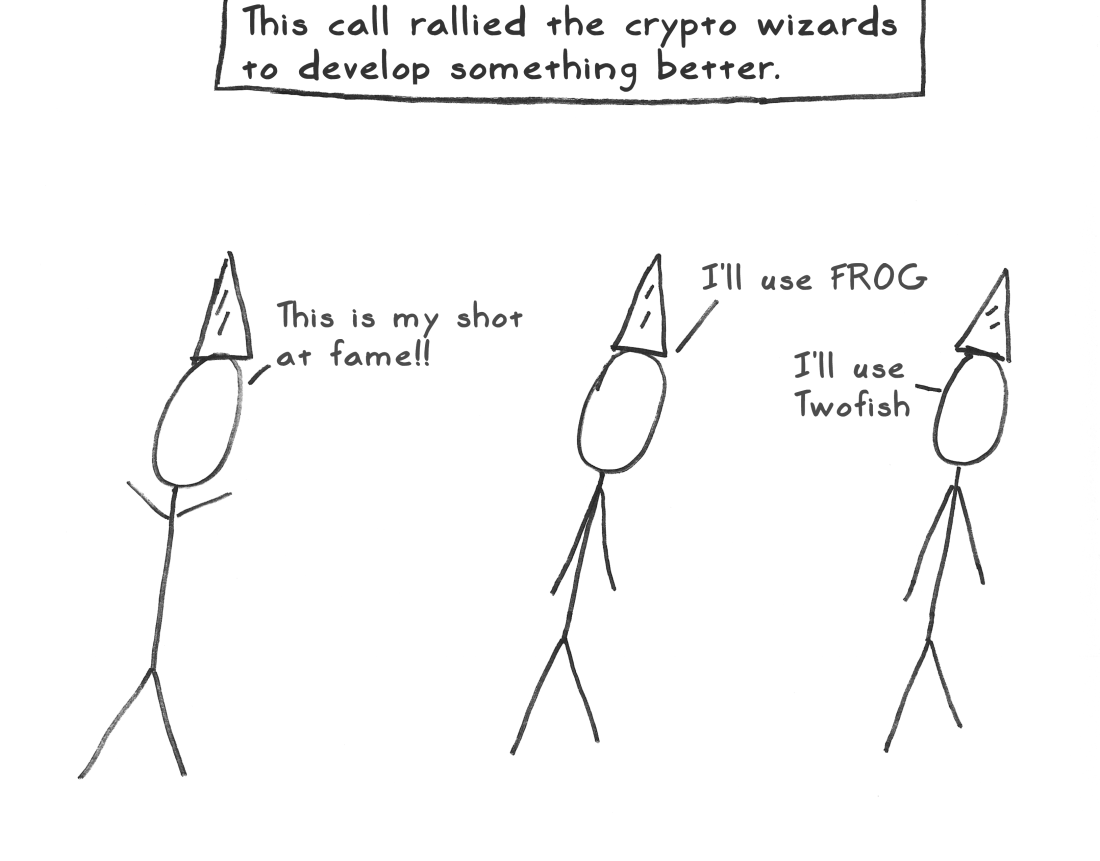 This call rallied the crypto wizards
to develop something better.
This is my shot
at fame!!
I'll use FROG
I'll use
Twofish